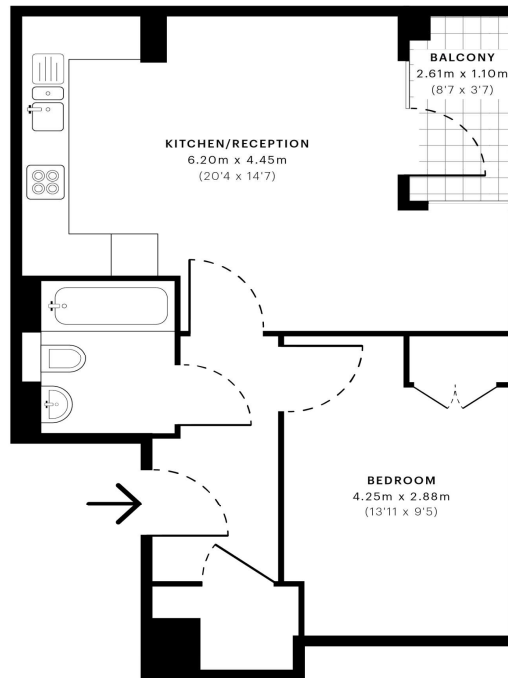 BALCONY
2.61m x 1.10m
(8'7 x 3'7)
KITCHEN/RECEPTION
6.20m x 4.45m
(20'4 x 14'7)
BEDROOM
4.25m x 2.88m
(13'11 x 9'5)